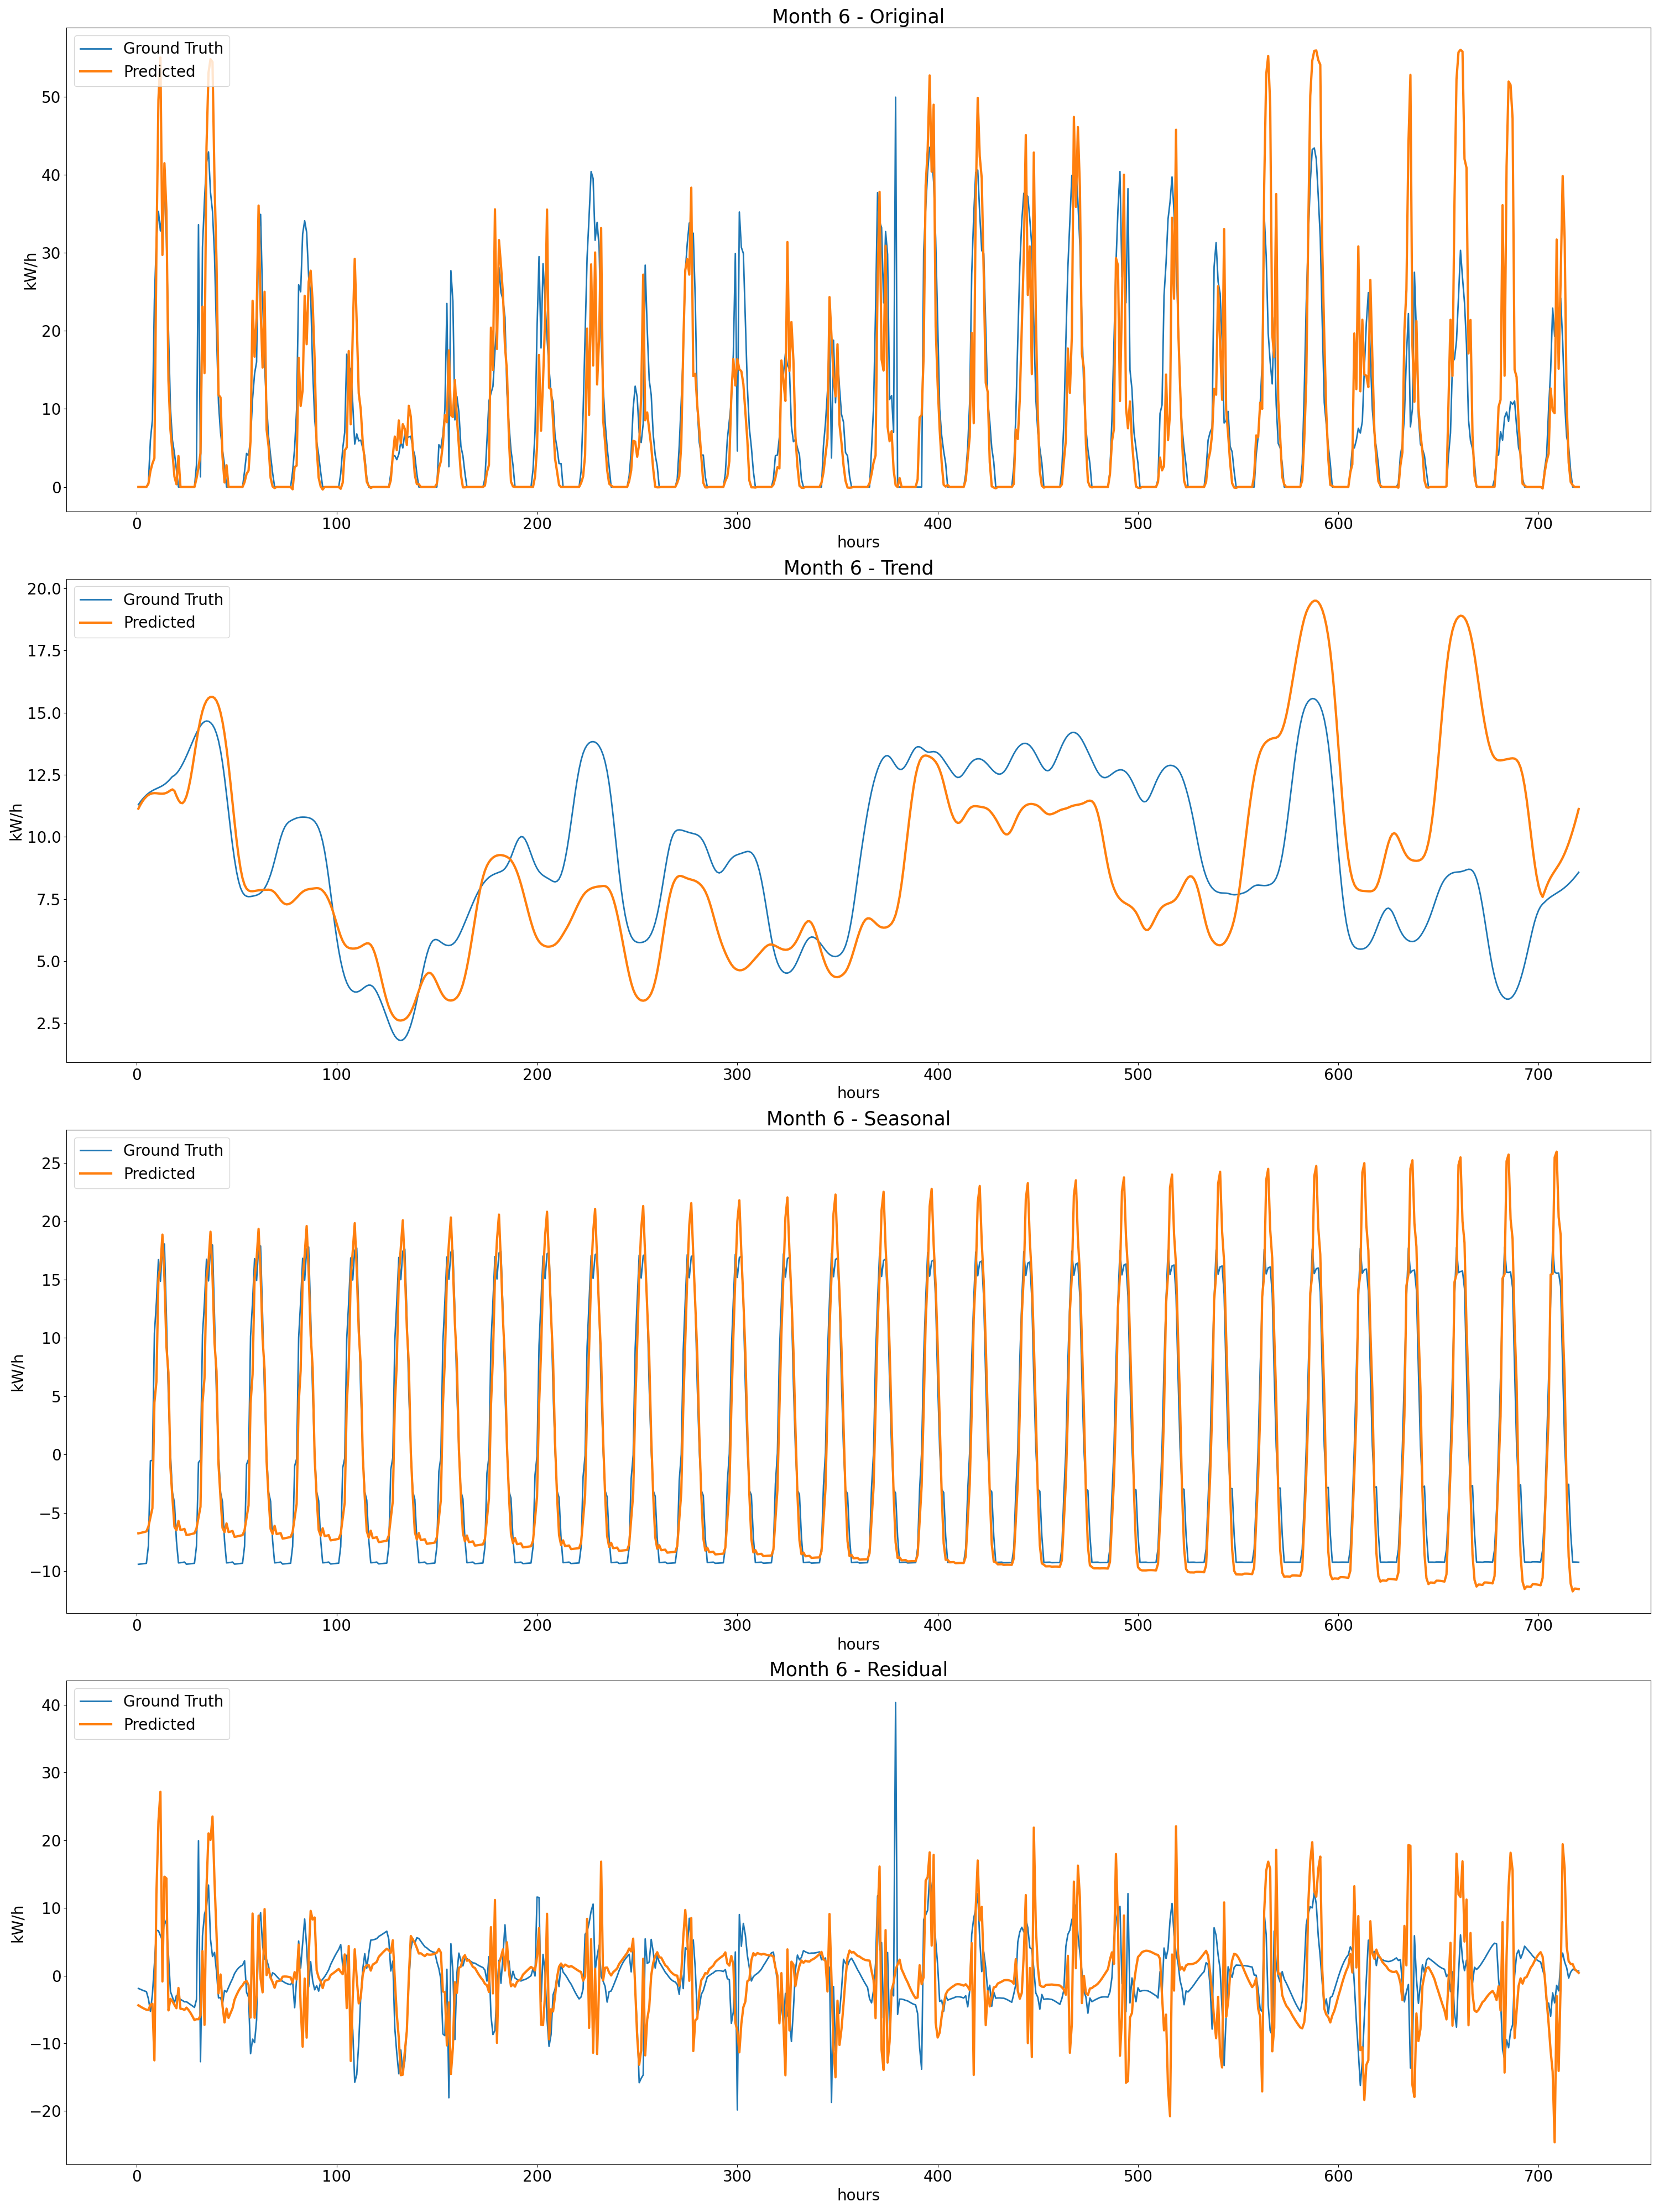 Month 6 - Original
Ground Truth
Predicted
kW/h
50
40
30
20
10
0
0 100 200 300 400 500 600 700
hours
Month 6 - Trend
Ground Truth
Predicted
kW/h
20.0
17.5
15.0
12.5
10.0
7.5
5.0
2.5
0 100 200 300 400 500 600 700
hours
Month 6 - Seasonal
Ground Truth
Predicted
kW/h
25
20
15
10
5
0
−5
−10
0 100 200 300 400 500 600 700
hours
Month 6 - Residual
Ground Truth
Predicted
kW/h
40
30
20
10
0
−10
−20
0 100 200 300 400 500 600 700
hours